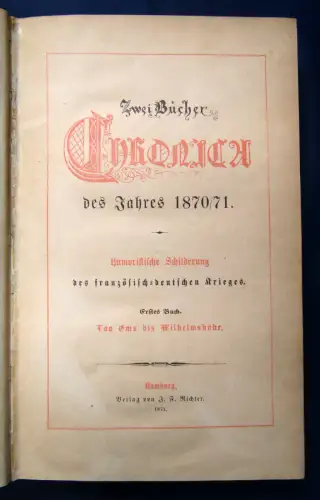 Zwei Bücher
Chronica
des Jahres 1870/71.
Humoristische Schilderung
des französisch-deutschen Krieges.
Erstes Buch.
Von Ems bis Wilhelmshöhe.
Hamburg,
Verlag von J. F. Richter.
1871.